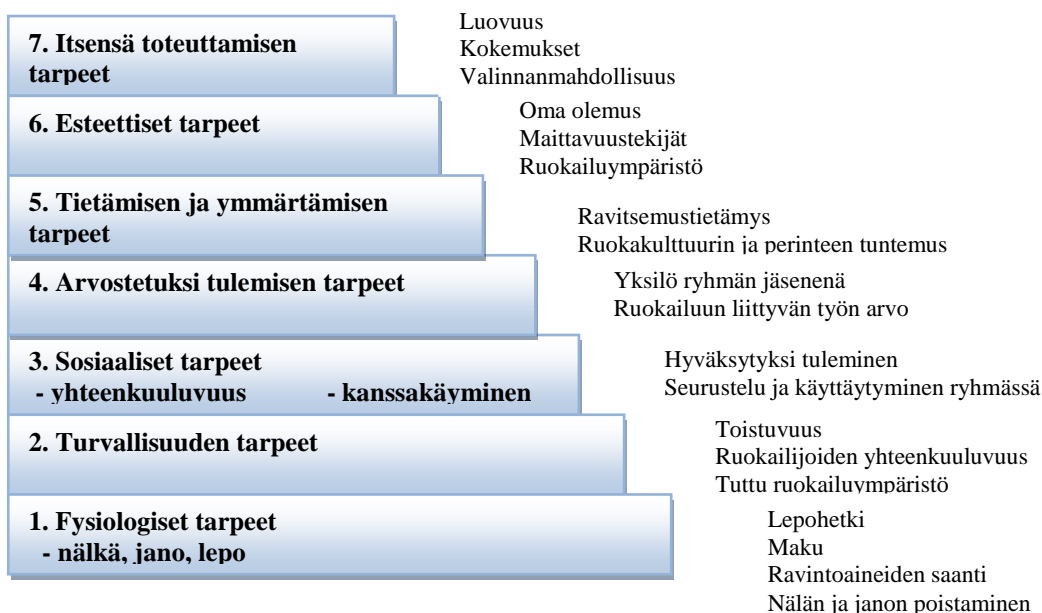 7. Itsensä toteuttamisen
tarpeet
Luovuus
Kokemukset
Valinnanmahdollisuus
6. Esteettiset tarpeet
Oma olemus
Maittavuustekijät
Ruokailuympäristö
5. Tietämisen ja ymmärtämisen
tarpeet
Ravitsemustietämys
Ruokakulttuurin ja perinteen tuntemus
4. Arvostetuksi tulemisen tarpeet
Yksilö ryhmän jäsenenä
Ruokailuun liittyvän työn arvo
3. Sosiaaliset tarpeet
- yhteenkuuluvuus - kanssakäyminen
Hyväksytyksi tuleminen
Seurustelu ja käyttäytyminen ryhmässä
2. Turvallisuuden tarpeet
Toistuvuus
Ruokailijoiden yhteenkuuluvuus
Tuttu ruokailuympäristö
1. Fysiologiset tarpeet
- nälkä, jano, lepo
Lepohetki
Maku
Ravintoaineiden saanti
Nälän ja janon poistaminen